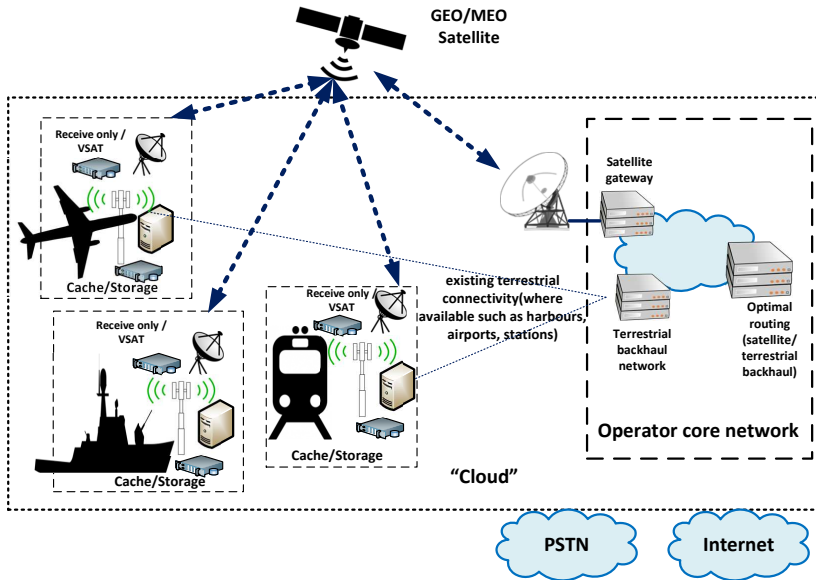 GEO/MEO
Satellite
Receive only /
VSAT
Cache/Storage
Receive only /
VSAT
Cache/Storage
Receive only /
VSAT
Cache/Storage
existing terrestrial
connectivity(where
available such as harbours,
airports, stations)
Satellite
gateway
Terrestrial
backhaul
network
Optimal
routing
(satellite/
terrestrial
backhaul)
Operator core network
“Cloud”
PSTN
Internet